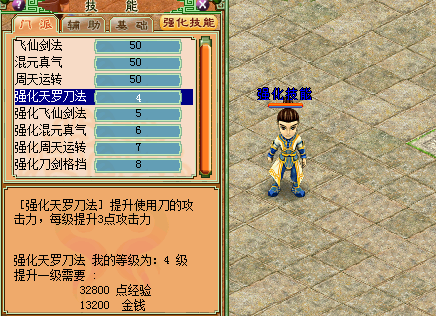 技 能
门派 辅助 基础 强化技能
飞仙剑法 50
混元真气 50
周天运转 50
强化天罗刀法 4
强化飞仙剑法 5
强化混元真气 6
强化周天运转 7
强化刀剑格挡 8
[强化天罗刀法]提升使用刀的攻
击力，每级提升3点攻击力
强化天罗刀法 我的等级为：4 级
提升一级需要：
32800 点经验
13200 金钱
强化技能